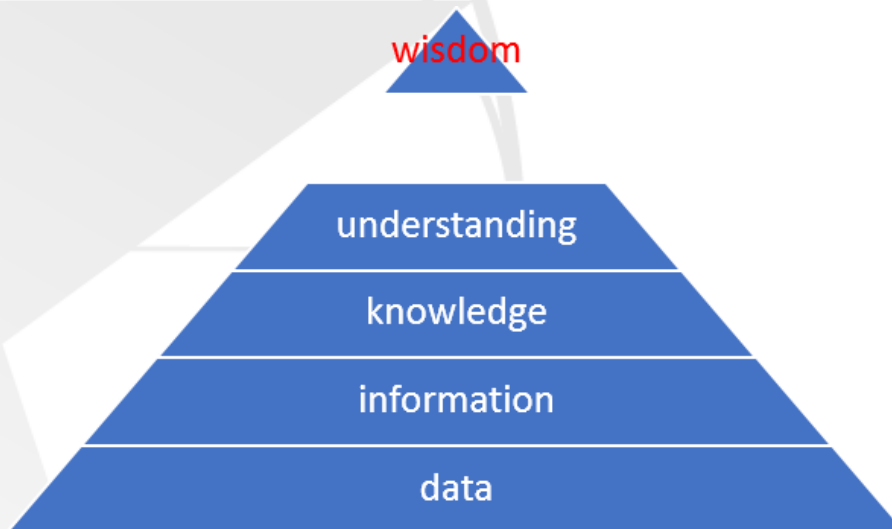 wisdom
understanding
knowledge
information
data